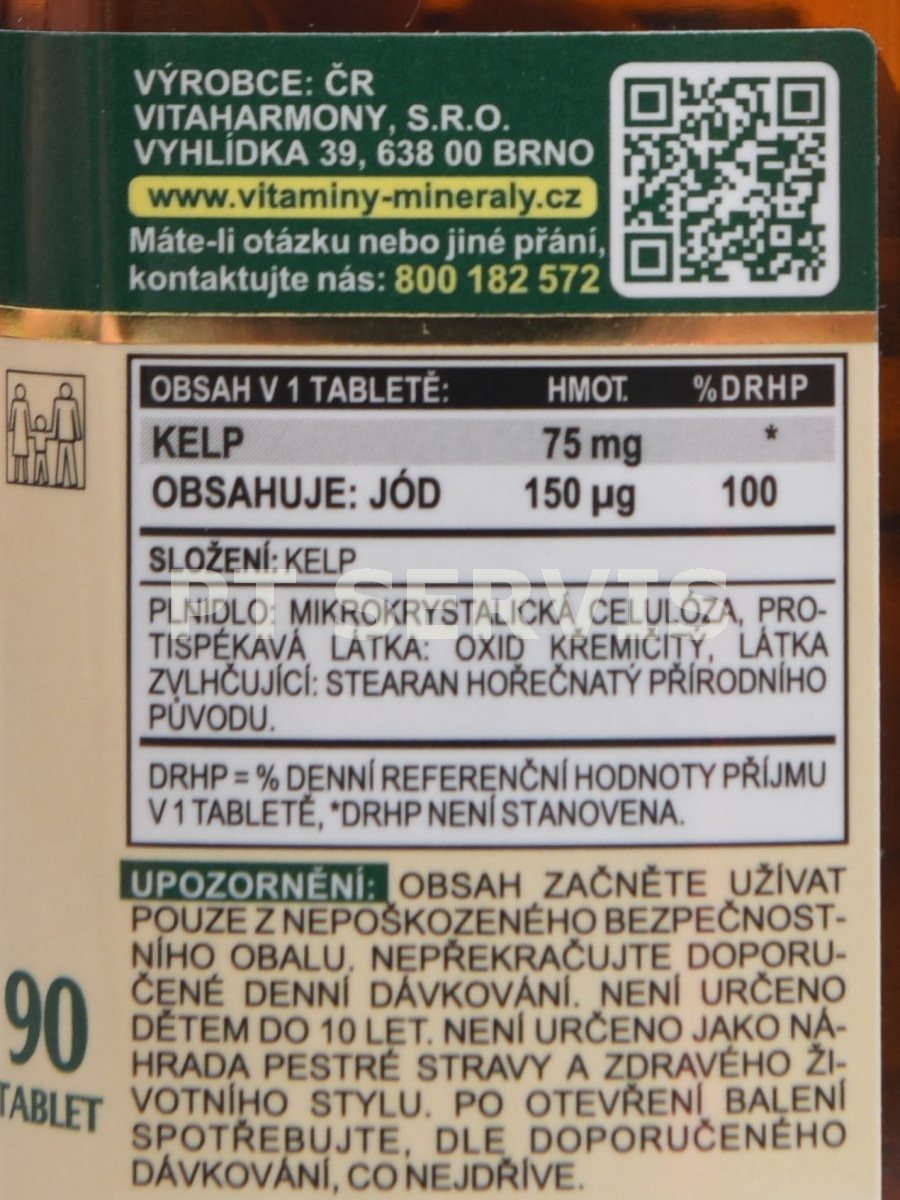 VÝROBCE: ČR
VITAHARMONY, S.R.O.
VYHLÍDKA 39, 638 00 BRNO
www.vitaminy-mineraly.cz
Máte-li otázku nebo jiné přání,
kontaktujte nás: 800 182 572
OBSAH V 1 TABLETĚ: HMOT. %DRHP
KELP 75 mg *
OBSAHUJE: JÓD 150 µg 100
SLOŽENÍ: KELP
PT SERVIS
PLNIDLO: MIKROKRYSTALICKÁ CELULÓZA, PRO-
TISPÉKAVÁ LÁTKA: OXID KŘEMIČITÝ, LÁTKA
ZVLHČUJÍCÍ: STEARAN HOŘEČNATÝ PŘÍRODNÍHO
PŮVODU.
DRHP = % DENNÍ REFERENČNÍ HODNOTY PŘÍJMU
V 1 TABLETĚ, *DRHP NENÍ STANOVENA.
UPOZORNĚNÍ: OBSAH ZAČNĚTE UŽÍVAT
POUZE Z NEPOŠKOZENÉHO BEZPEČNOST-
NÍHO OBALU. NEPŘEKRAČUJTE DOPORU-
ČENÉ DENNÍ DÁVKOVÁNÍ. NENÍ URČENO
DĚTEM DO 10 LET. NENÍ URČENO JAKO NÁ-
HRADA PESTRÉ STRAVY A ZDRAVÉHO ŽI-
VOTNÍHO STYLU. PO OTEVŘENÍ BALENÍ
SPOTŘEBUJTE, DLE DOPORUČENÉHO
DÁVKOVÁNÍ, CO NEJDŘÍVE.
90
TABLET